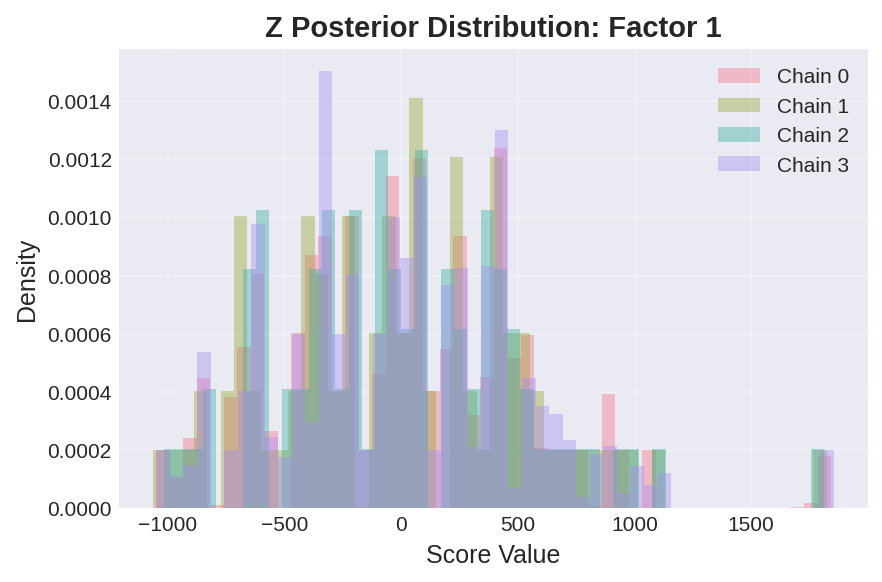 Z Posterior Distribution: Factor 1
Chain 0
Chain 1
Chain 2
Chain 3
Density
0.0014
0.0012
0.0010
0.0008
0.0006
0.0004
0.0002
0.0000
−1000 −500 0 500 1000 1500
Score Value